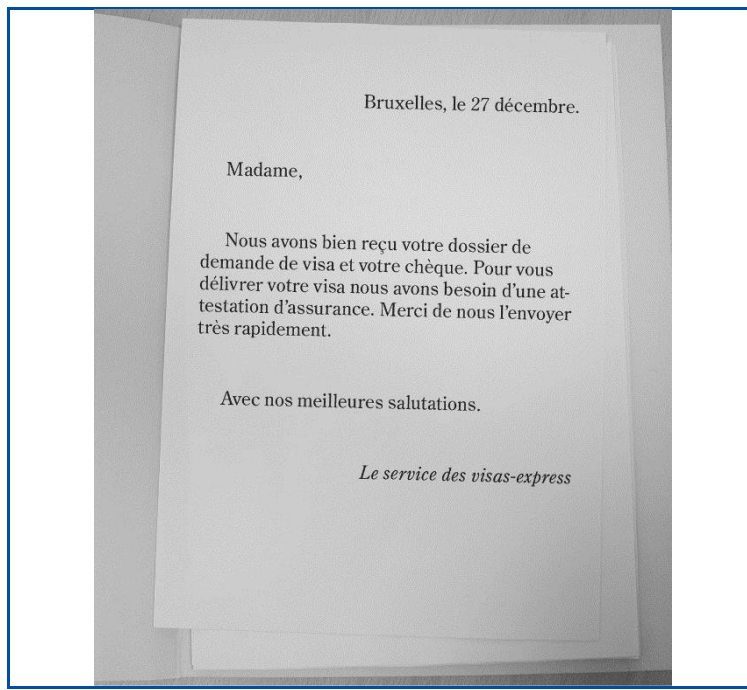 Bruxelles, le 27 décembre.
Madame,
Nous avons bien reçu votre dossier de
demande de visa et votre chèque. Pour vous
délivrer votre visa nous avons besoin d'une at-
testation d'assurance. Merci de nous l'envoyer
très rapidement.
Avec nos meilleures salutations.
Le service des visas-express